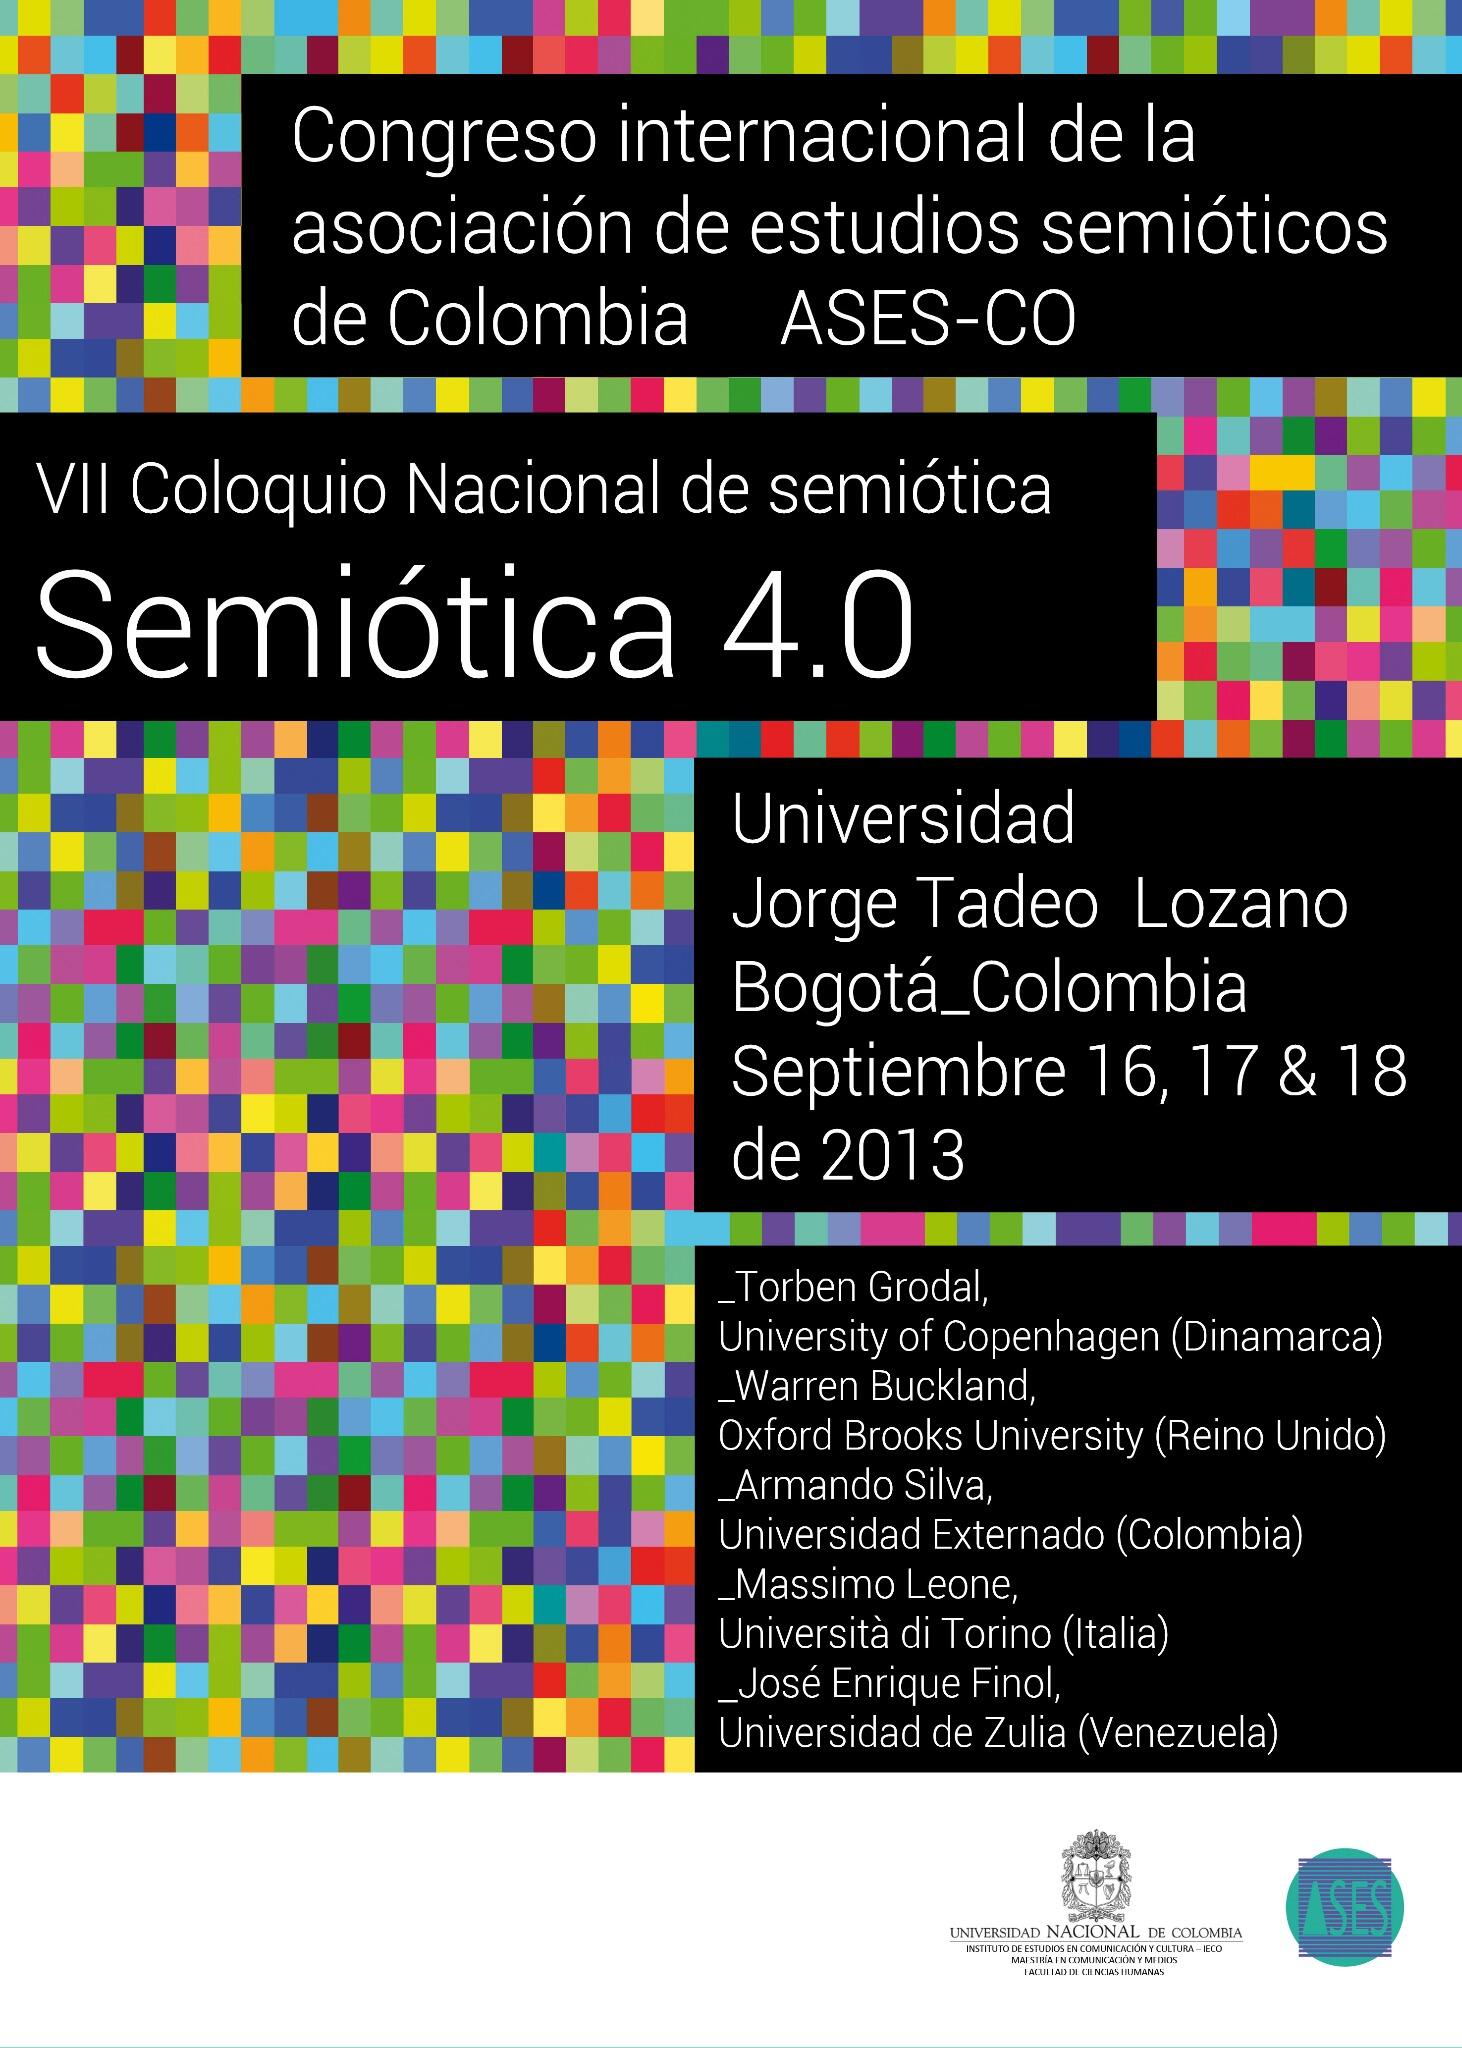 Congreso internacional de la
asociación de estudios semióticos
de Colombia ASES-CO
VII Coloquio Nacional de semiótica
Semiótica 4.0
Universidad
Jorge Tadeo Lozano
Bogotá_Colombia
Septiembre 16, 17 & 18
de 2013
_Torben Grodal,
University of Copenhagen (Dinamarca)
_Warren Buckland,
Oxford Brooks University (Reino Unido)
_Armando Silva,
Universidad Externado (Colombia)
_Massimo Leone,
Università di Torino (Italia)
_José Enrique Finol,
Universidad de Zulia (Venezuela)
UNIVERSIDAD NACIONAL DE COLOMBIA
INSTITUTO DE ESTUDIOS EN COMUNICACIÓN Y CULTURA – IECO
MAESTRÍA EN COMUNICACIÓN Y MEDIOS
FACULTAD DE CIENCIAS HUMANAS
ASES